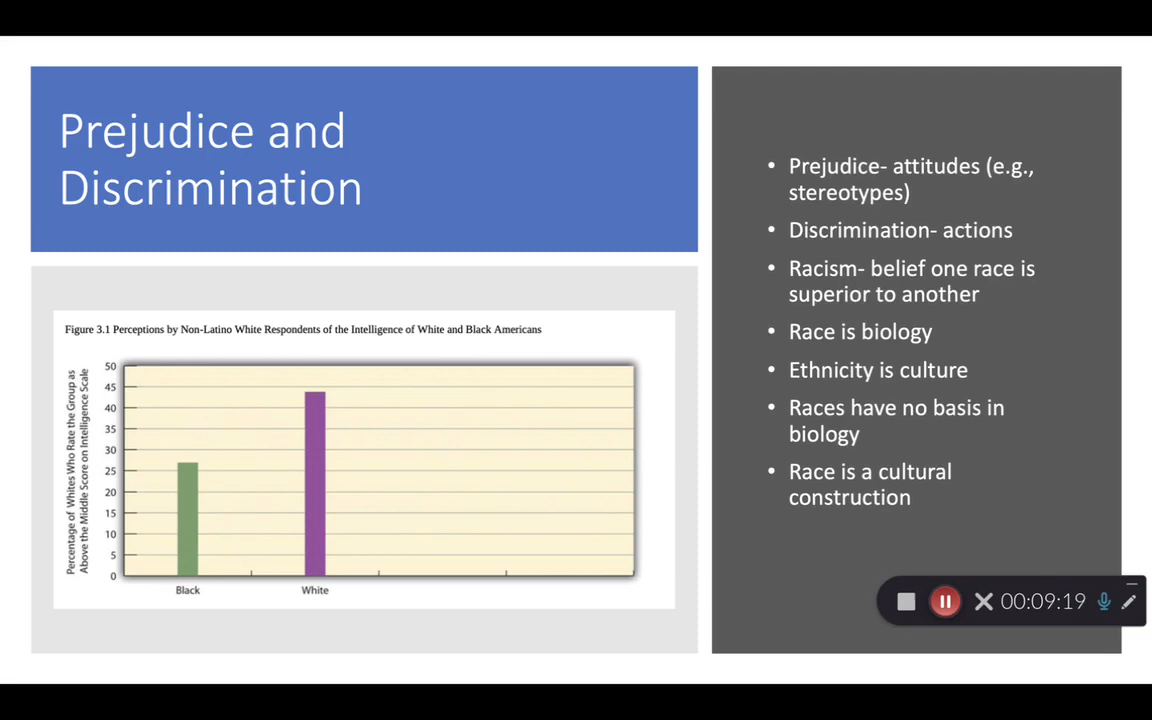 Prejudice and
Discrimination
Figure 3.1 Perceptions by Non-Latino White Respondents of the Intelligence of White and Black Americans
Percentage of Whites Who Rate the Group as
Above the Middle Score on Intelligence Scale
50
45
40
35
30
25
20
15
10
5
0
Black
White
• Prejudice- attitudes (e.g.,
stereotypes)
• Discrimination- actions
• Racism- belief one race is
superior to another
• Race is biology
• Ethnicity is culture
• Races have no basis in
biology
• Race is a cultural
construction
00:09:19